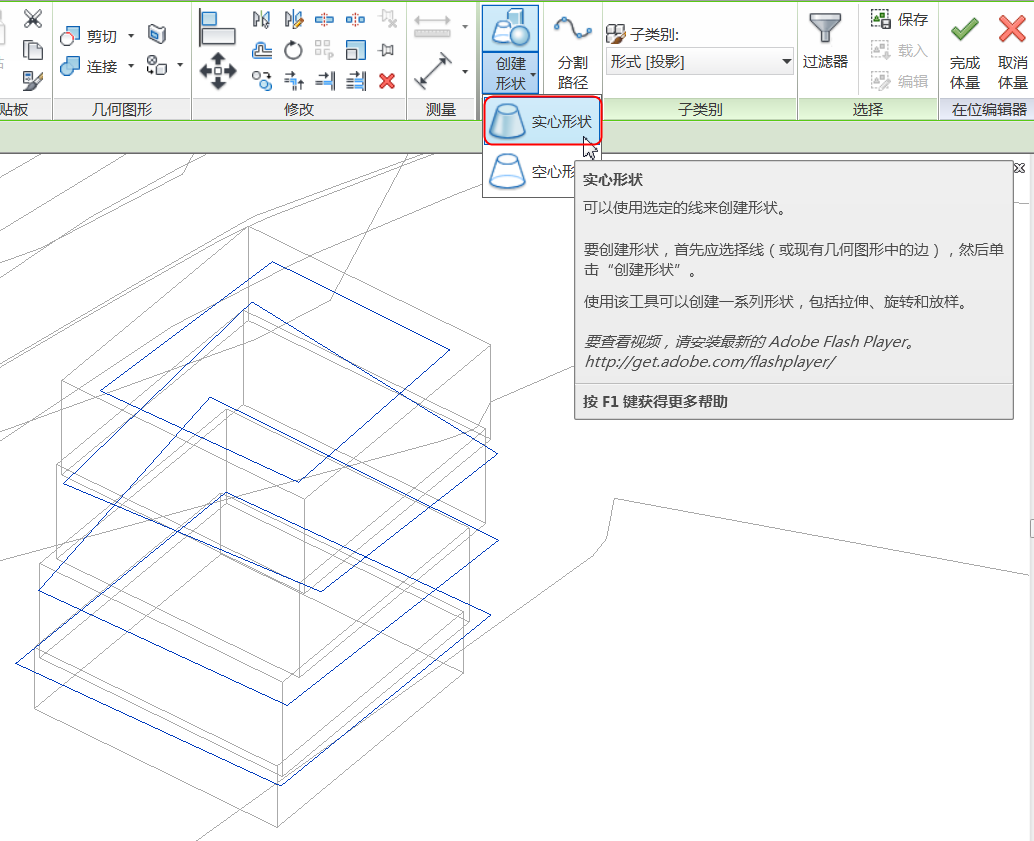 剪切
连接
保存
载入
编辑
创建
形状
分割
路径
子类别:
形式 [投影]
过滤器
完成
体量
取消
体量
贴板
几何图形
修改
测量
子类别
选择
在位编辑器
实心形状
空心形
实心形状
可以使用选定的线来创建形状。
要创建形状，首先应选择线（或现有几何图形中的边），然后单
击“创建形状”。
使用该工具可以创建一系列形状，包括拉伸、旋转和放样。
要查看视频，请安装最新的 Adobe Flash Player。
http://get.adobe.com/flashplayer/
按 F1 键获得更多帮助